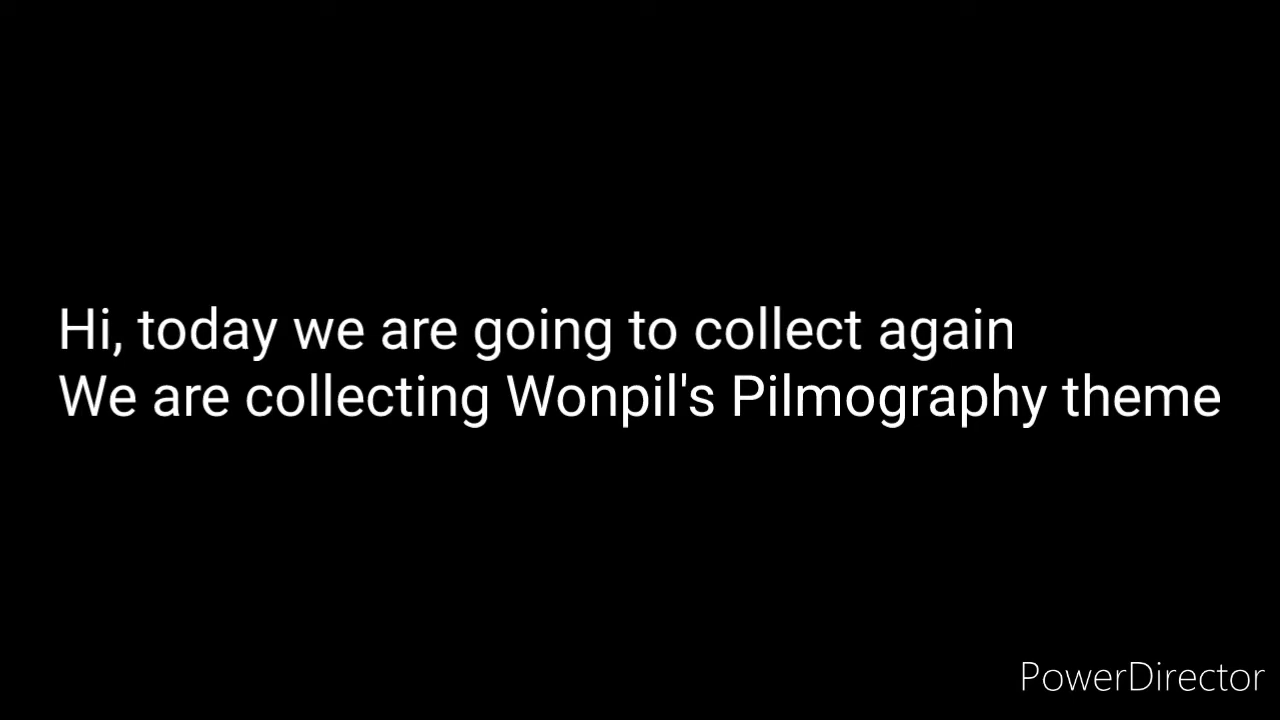 Hi, today we are going to collect again
We are collecting Wonpil's Pilmography theme
PowerDirector